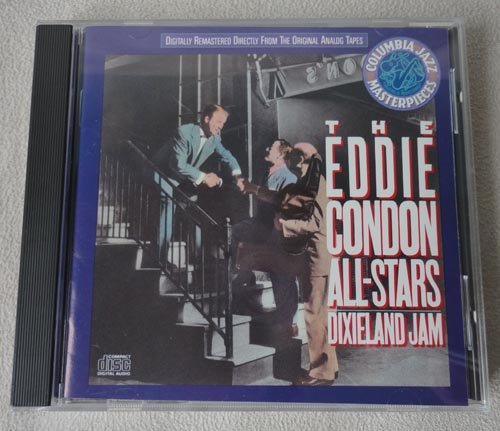 DIGITALLY REMASTERED DIRECTLY FROM THE ORIGINAL ANALOG TAPES
COLUMBIA JAZZ
MASTERPIECES
THE
EDDIE
CONDON
ALL-STARS
DIXIELAND JAM
COMPACT
disc
DIGITAL AUDIO